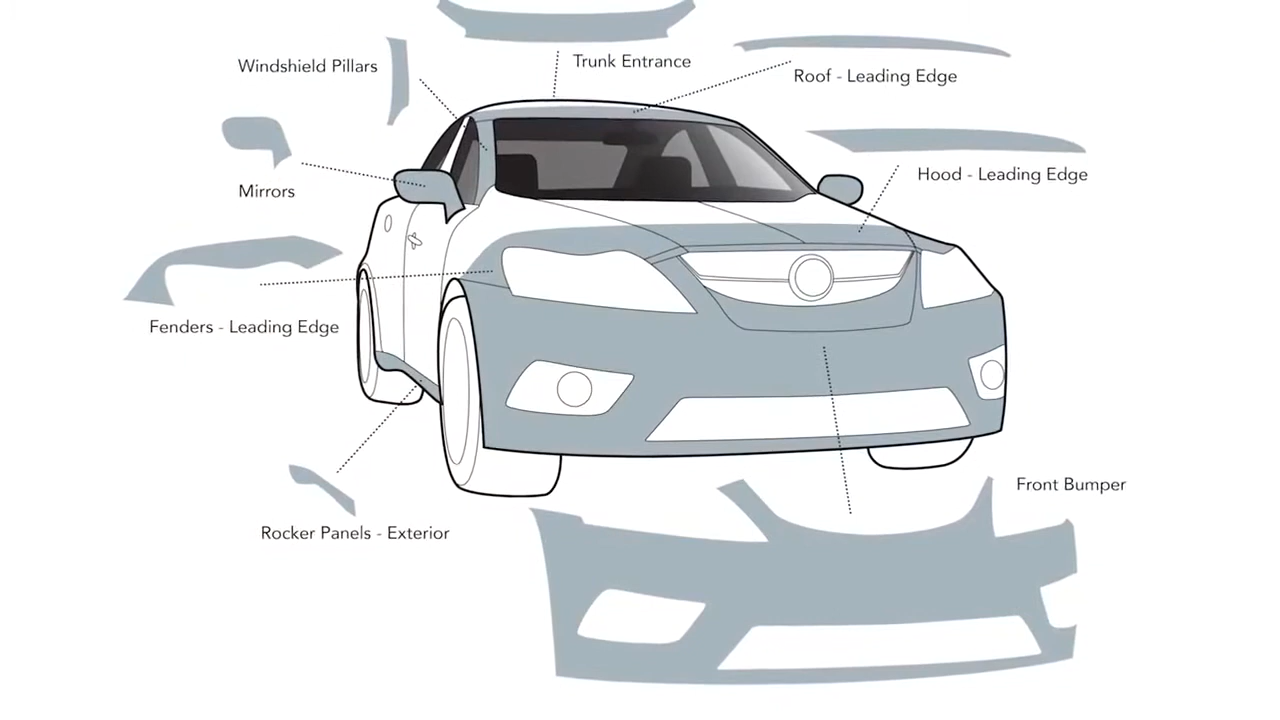 Trunk Entrance
Windshield Pillars
Roof - Leading Edge
Hood - Leading Edge
Mirrors
Fenders - Leading Edge
Front Bumper
Rocker Panels - Exterior